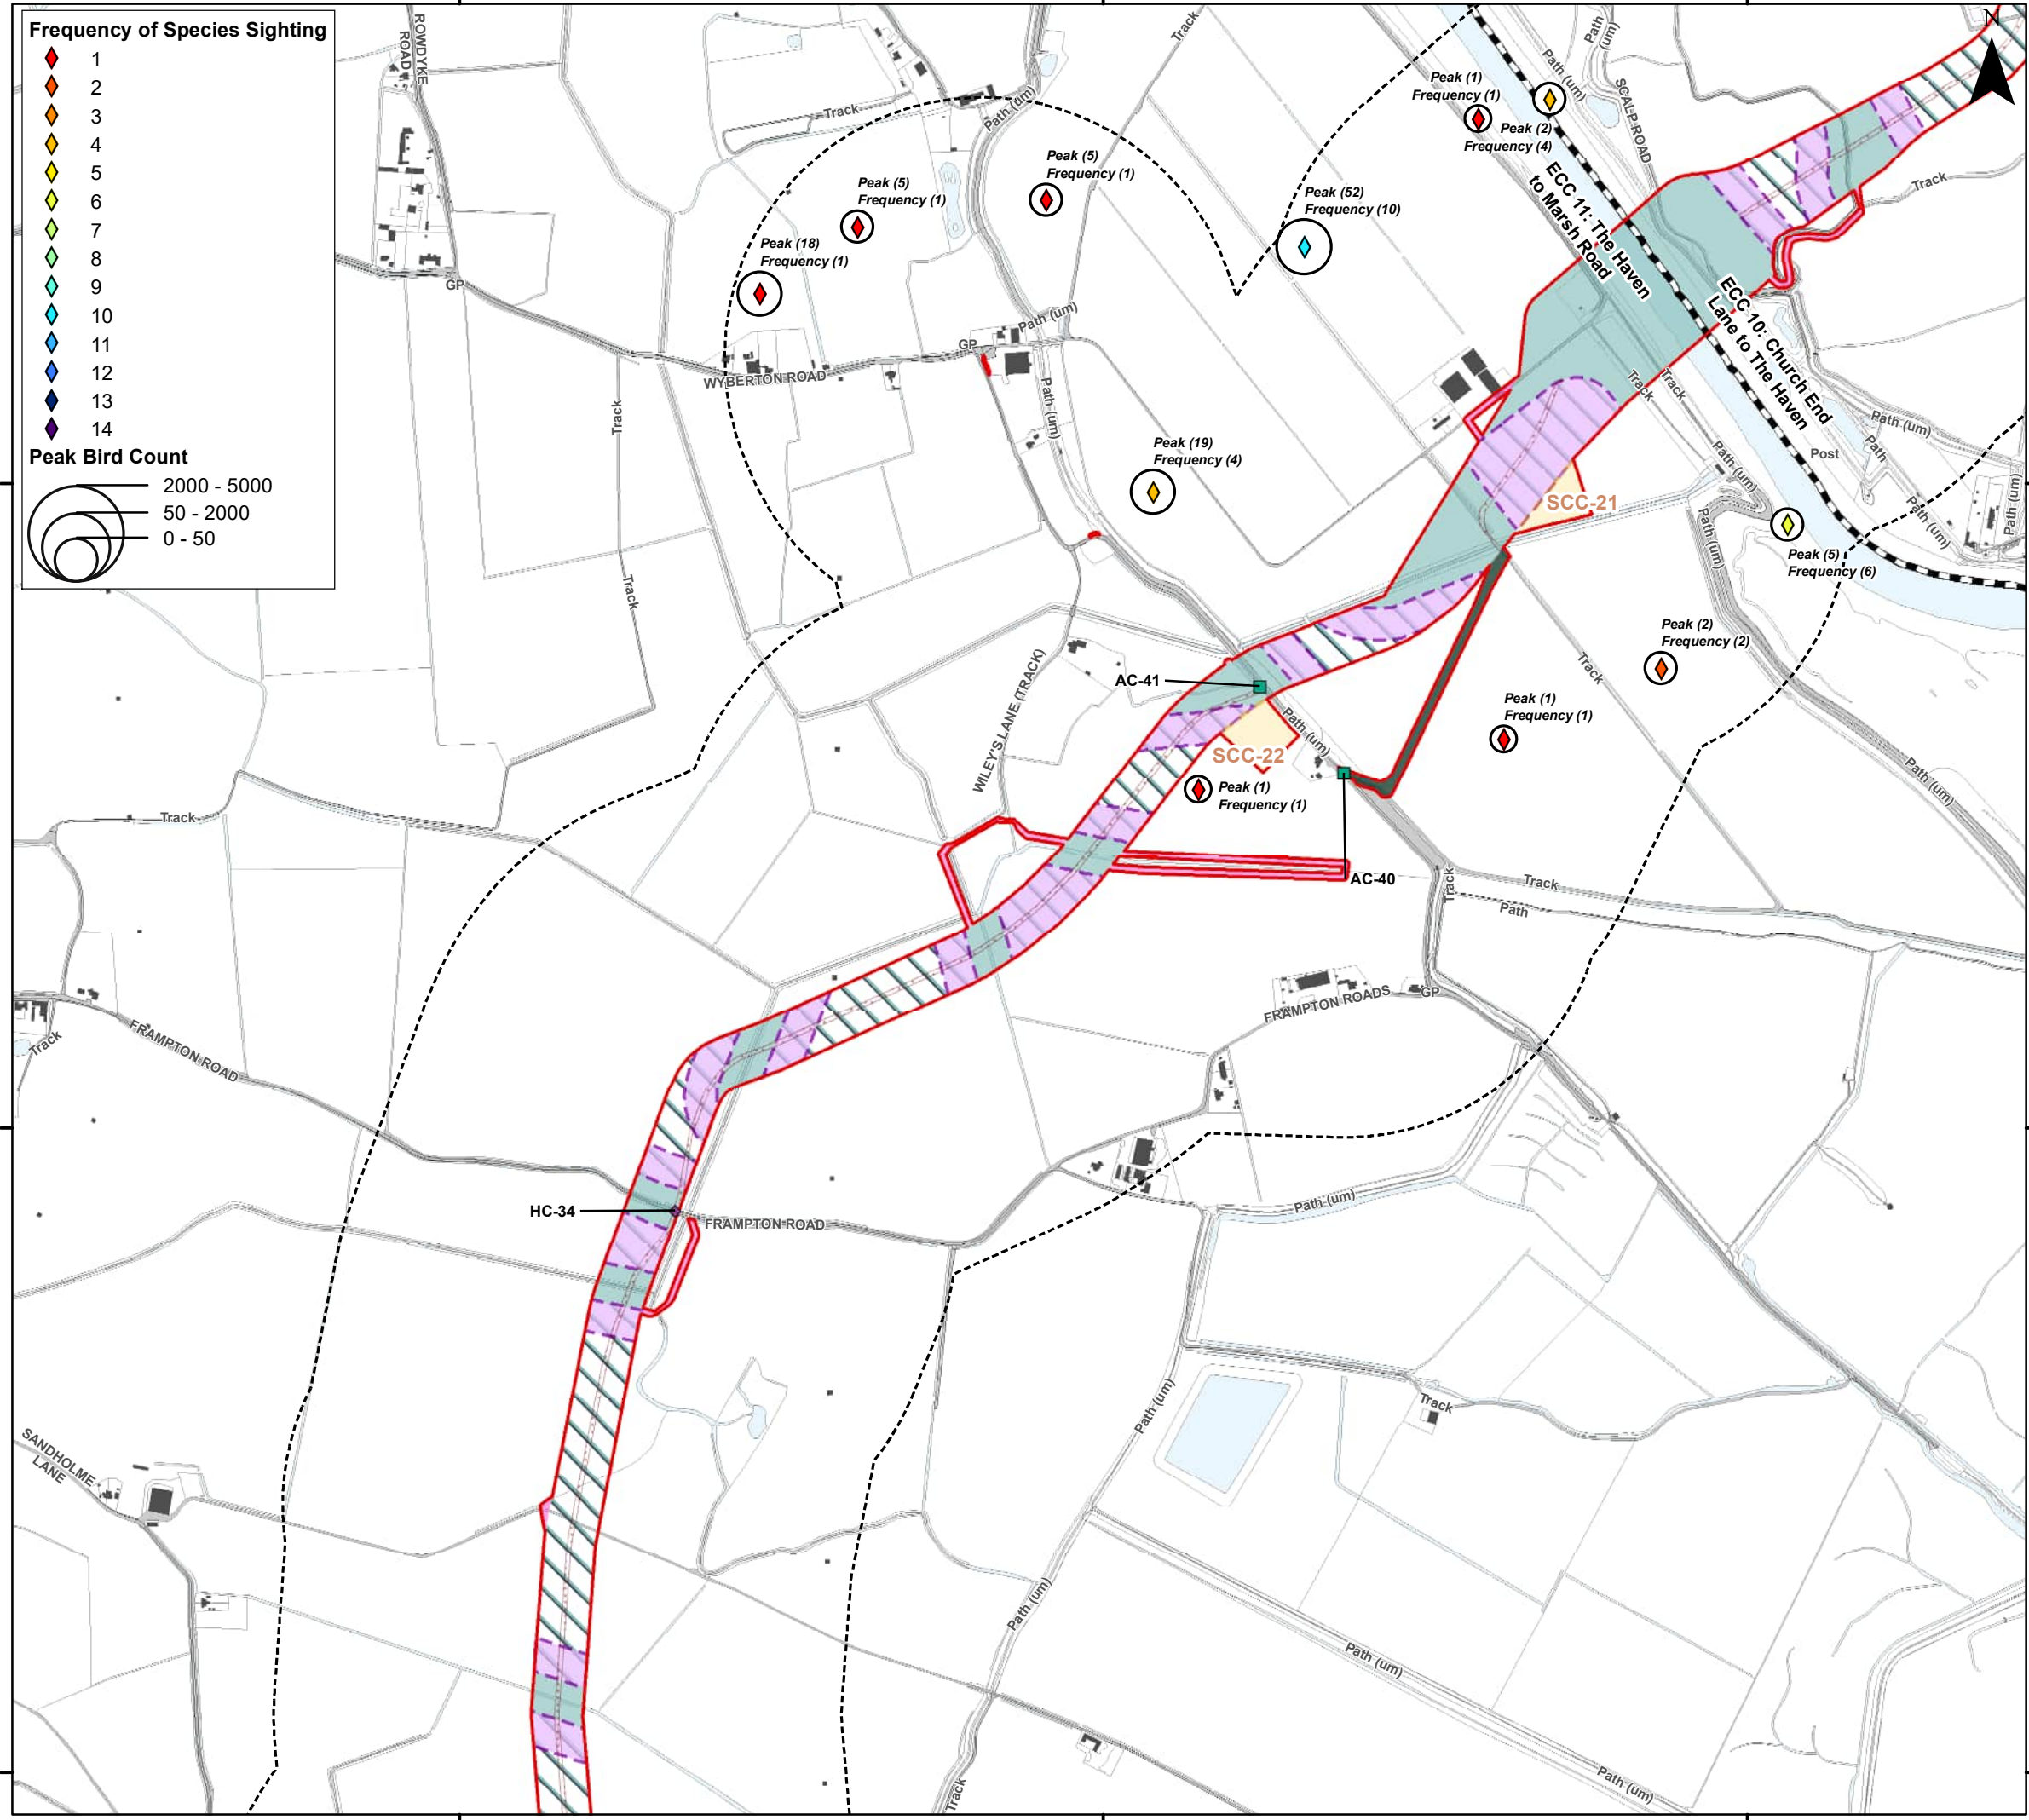 Frequency of Species Sighting
1
2
3
4
5
6
7
8
9
10
11
12
13
14
Peak Bird Count
2000 - 5000
50 - 2000
0 - 50
ROWDYKE
ROAD
Track
Path (um)
Track
Path (um)
Path
(um)
SCALP ROAD
N
Peak (1)
Frequency (1)
Peak (2)
Frequency (4)
Peak (5)
Frequency (1)
Peak (5)
Frequency (1)
Peak (18)
Frequency (1)
Peak (52)
Frequency (10)
ECC 11: The Haven
to Marsh Road
ECC 10: Church End
Lane to The Haven
Track
GP
GP
Path (um)
WYBERTON ROAD
Path (um)
Track
Track
Track
Track
Path (um)
Path
Post
Path (um)
Path (um)
Path (um)
Path (um)
Peak (19)
Frequency (4)
SCC-21
Peak (5)
Frequency (6)
Track
Peak (2)
Frequency (2)
Track
WILEY'S LANE (TRACK)
AC-41
Path (um)
SCC-22
Peak (1)
Frequency (1)
Peak (1)
Frequency (1)
Path (um)
Track
AC-40
Track
Track
Path
FRAMPTON ROADS
GP
Track
FRAMPTON ROAD
HC-34
FRAMPTON ROAD
Path (um)
SANDHOLME
LANE
Path (um)
Track
Path (um)
Path (um)
Path (um)
Track